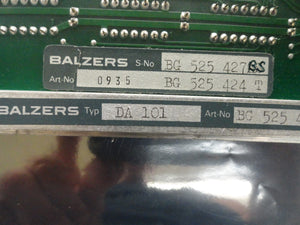 BALZERS S-No BG 525 427 BS
Art-No 0935 BG 525 424 E T
BALZERS Typ DA 101 Art-No BG 525 4